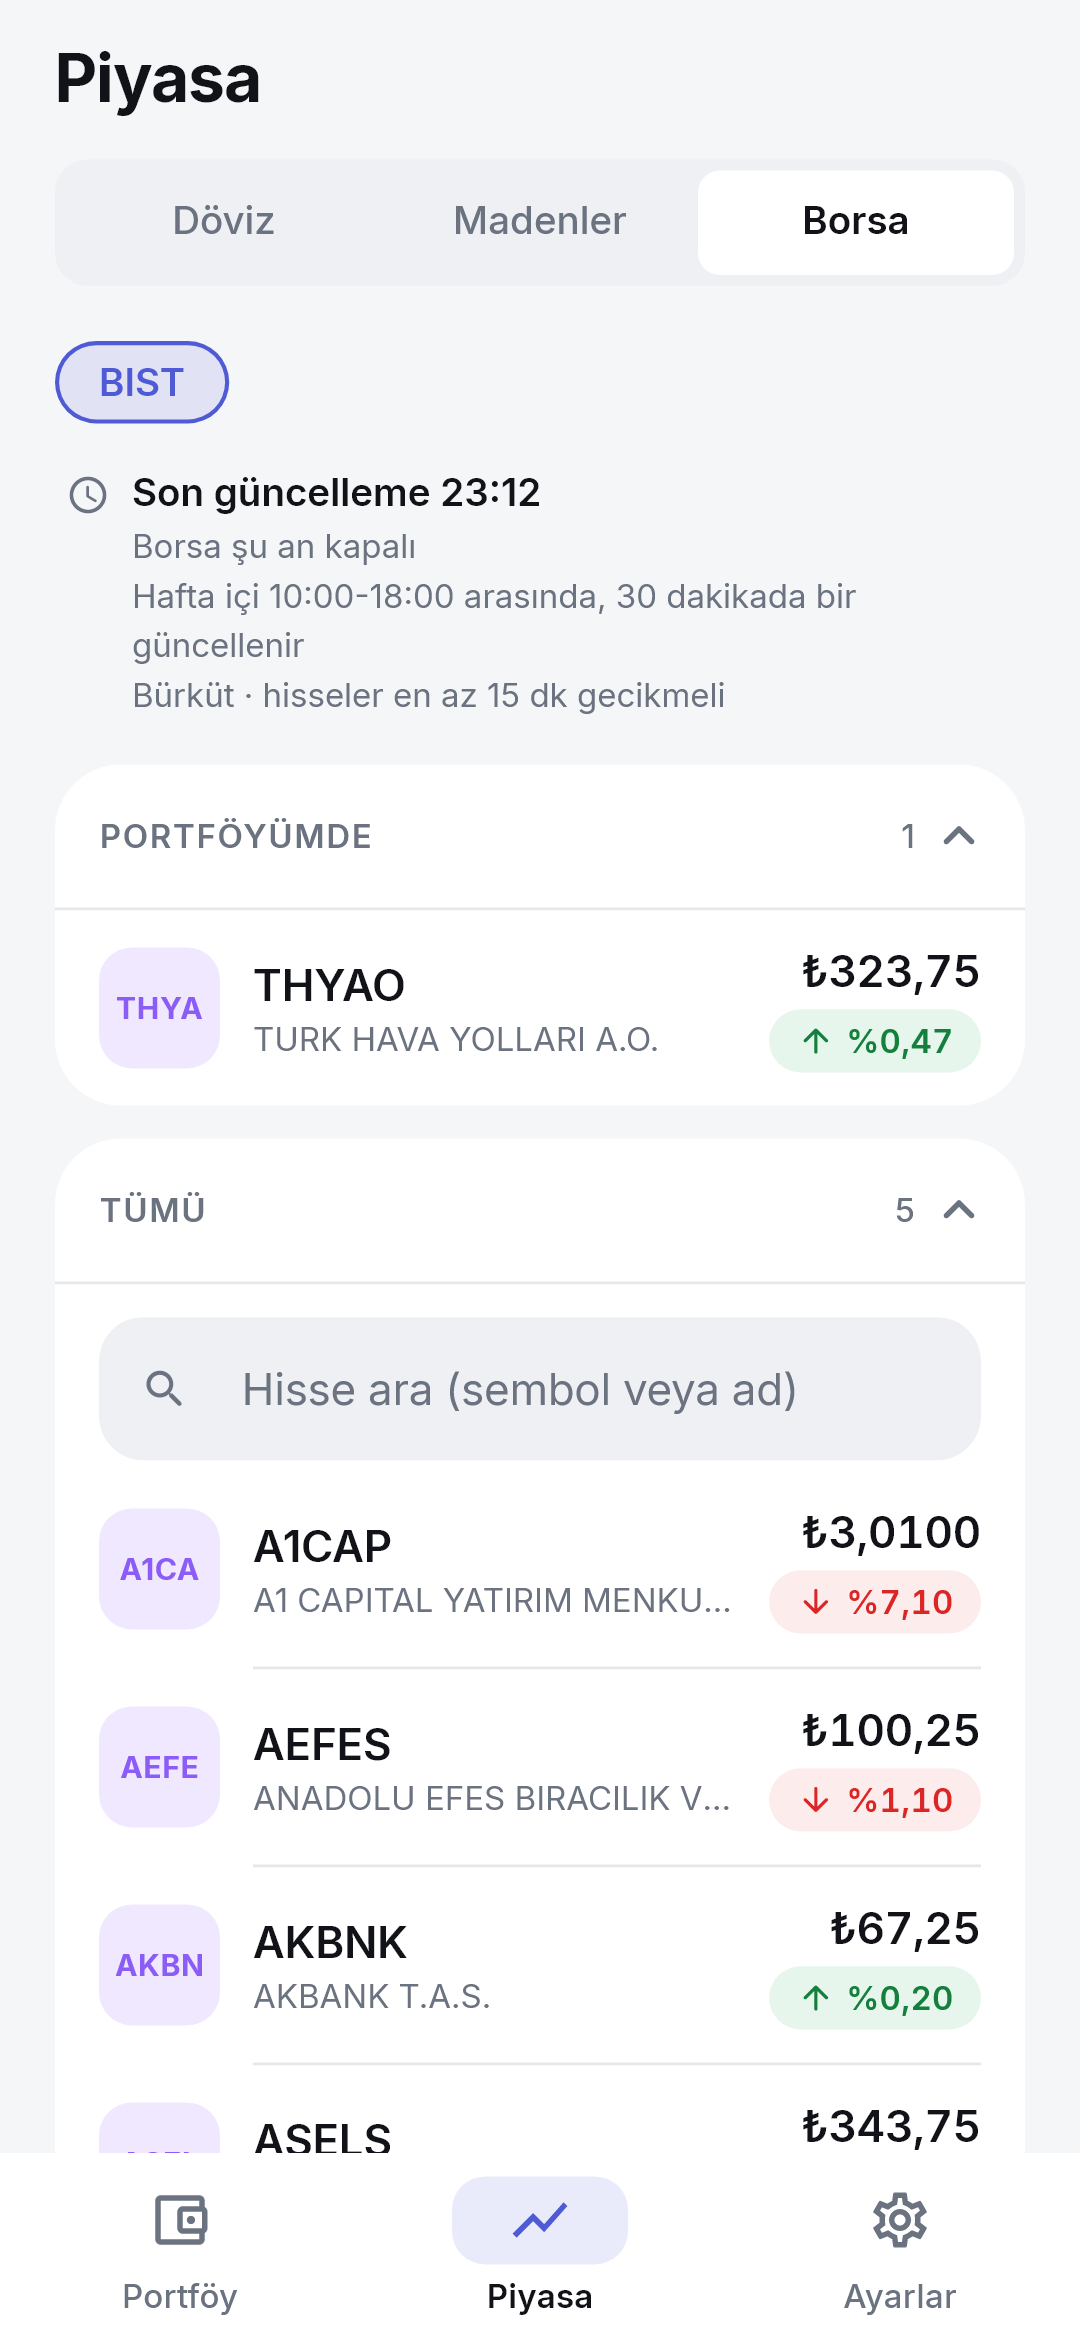 Piyasa
Döviz
Madenler
Borsa
BIST
Son güncelleme 23:12
Borsa şu an kapalı
Hafta içi 10:00-18:00 arasında, 30 dakikada bir
güncellenir
Bürküt · hisseler en az 15 dk gecikmeli
PORTFÖYÜMDE
1
THYA
THYAO
TURK HAVA YOLLARI A.O.
₺323,75
%0,47
TÜMÜ
5
Hisse ara (sembol veya ad)
A1CA
A1CAP
A1 CAPITAL YATIRIM MENKU...
₺3,0100
%7,10
AEFE
AEFES
ANADOLU EFES BIRACILIK V...
₺100,25
%1,10
AKBN
AKBNK
AKBANK T.A.S.
₺67,25
%0,20
ASELS
₺343,75
Portföy
Piyasa
Ayarlar